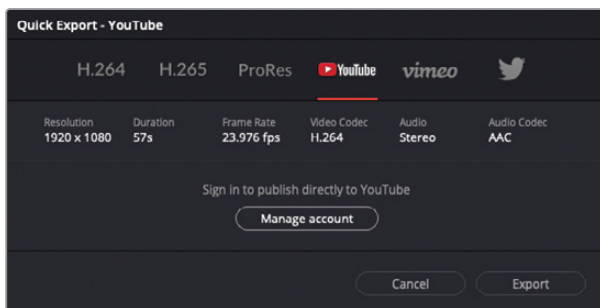 Quick Export - YouTube
H.264 H.265 ProRes YouTube vimeo
Resolution Duration Frame Rate Video Codec Audio Audio Codec
1920 x 1080 57s 23.976 fps H.264 Stereo AAC
Sign in to publish directly to YouTube
Manage account
Cancel Export